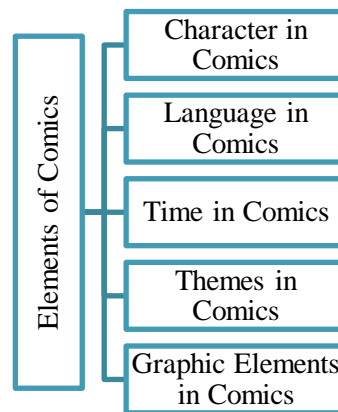 Elements of Comics
Character in
Comics
Language in
Comics
Time in Comics
Themes in
Comics
Graphic Elements
in Comics